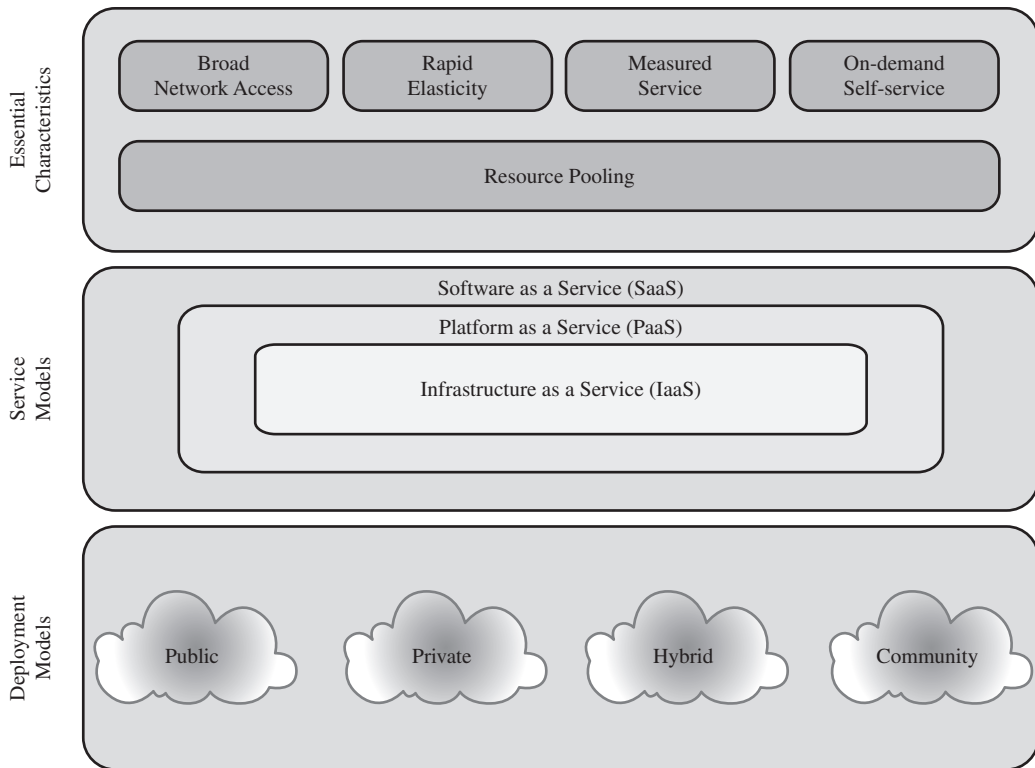 Essential
Characteristics
Broad
Network Access
Rapid
Elasticity
Measured
Service
On-demand
Self-service
Resource Pooling
Service
Models
Software as a Service (SaaS)
Platform as a Service (PaaS)
Infrastructure as a Service (IaaS)
Deployment
Models
Public
Private
Hybrid
Community